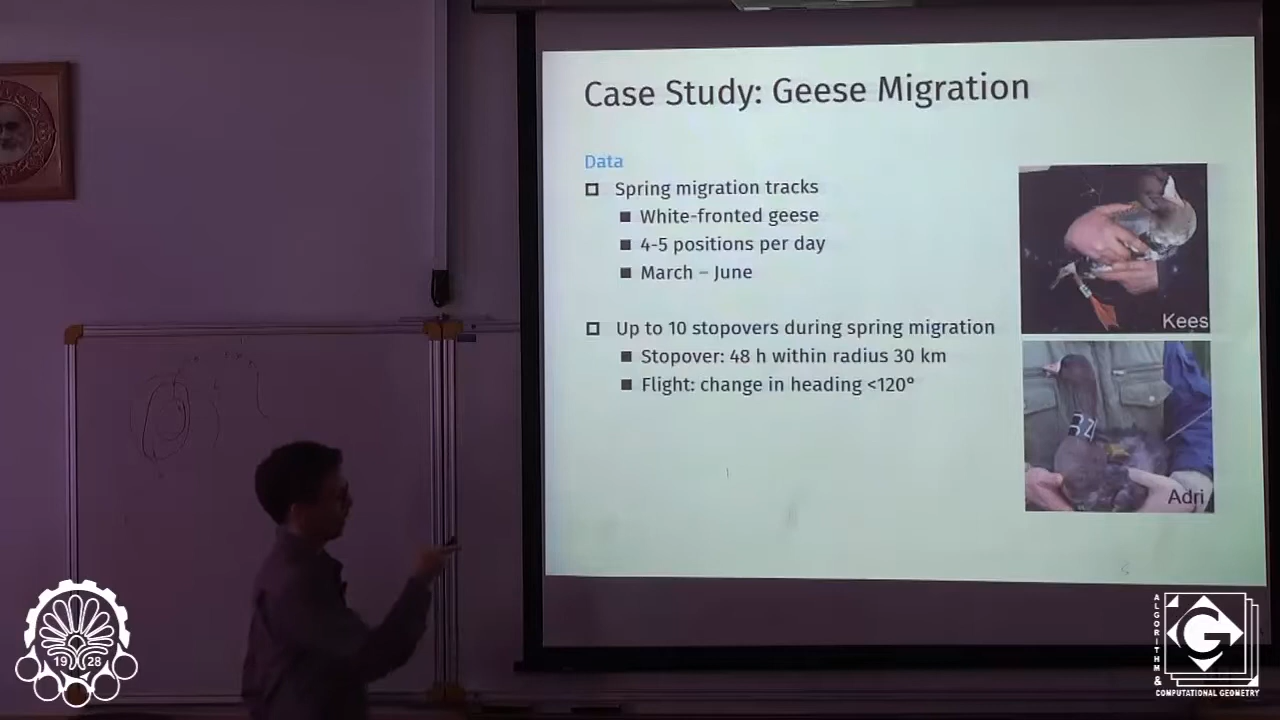 Case Study: Geese Migration
Data
Spring migration tracks
White-fronted geese
4-5 positions per day
March – June
Up to 10 stopovers during spring migration
Stopover: 48 h within radius 30 km
Flight: change in heading <120°
Kees
Adri
19 28
G
ALGORITHM &
COMPUTATIONAL GEOMETRY